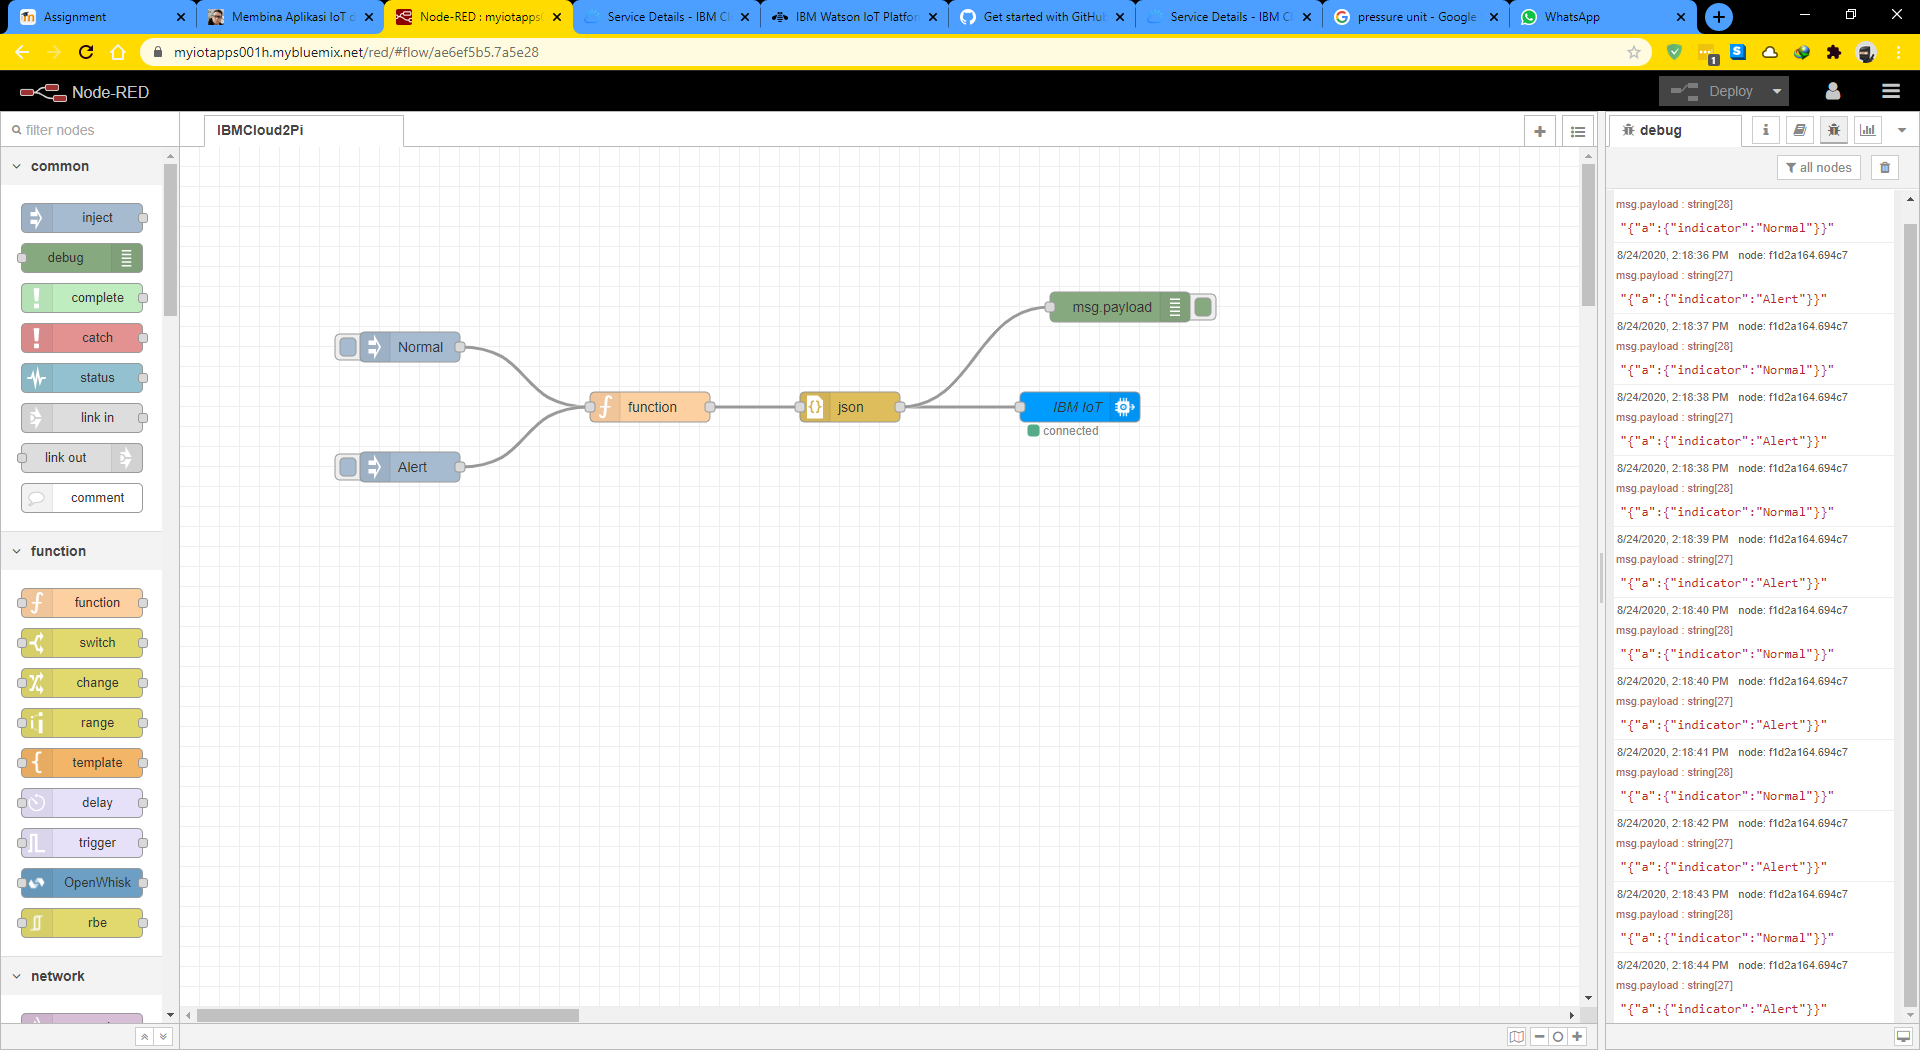 Assignment
Membina Aplikasi IoT d
Node-RED : myiotapps
Service Details - IBM Cl
IBM Watson IoT Platfor
Get started with GitHub
Service Details - IBM Cl
pressure unit - Google
WhatsApp
myiotapps001h.mybluemix.net/red/#flow/ae6ef5b5.7a5e28
1
Node-RED
Deploy
filter nodes
IBMCloud2Pi
debug
all nodes
common
inject
debug
complete
catch
status
link in
link out
comment
function
function
switch
change
range
template
delay
trigger
OpenWhisk
rbe
network
Normal
Alert
function
json
msg.payload
IBM IoT
connected
msg.payload : string[28]
"{"a":{"indicator":"Normal"}}"
8/24/2020, 2:18:36 PM node: f1d2a164.694c7
msg.payload : string[27]
"{"a":{"indicator":"Alert"}}"
8/24/2020, 2:18:37 PM node: f1d2a164.694c7
msg.payload : string[28]
"{"a":{"indicator":"Normal"}}"
8/24/2020, 2:18:38 PM node: f1d2a164.694c7
msg.payload : string[27]
"{"a":{"indicator":"Alert"}}"
8/24/2020, 2:18:38 PM node: f1d2a164.694c7
msg.payload : string[28]
"{"a":{"indicator":"Normal"}}"
8/24/2020, 2:18:39 PM node: f1d2a164.694c7
msg.payload : string[27]
"{"a":{"indicator":"Alert"}}"
8/24/2020, 2:18:40 PM node: f1d2a164.694c7
msg.payload : string[28]
"{"a":{"indicator":"Normal"}}"
8/24/2020, 2:18:40 PM node: f1d2a164.694c7
msg.payload : string[27]
"{"a":{"indicator":"Alert"}}"
8/24/2020, 2:18:41 PM node: f1d2a164.694c7
msg.payload : string[28]
"{"a":{"indicator":"Normal"}}"
8/24/2020, 2:18:42 PM node: f1d2a164.694c7
msg.payload : string[27]
"{"a":{"indicator":"Alert"}}"
8/24/2020, 2:18:43 PM node: f1d2a164.694c7
msg.payload : string[28]
"{"a":{"indicator":"Normal"}}"
8/24/2020, 2:18:44 PM node: f1d2a164.694c7
msg.payload : string[27]
"{"a":{"indicator":"Alert"}}"